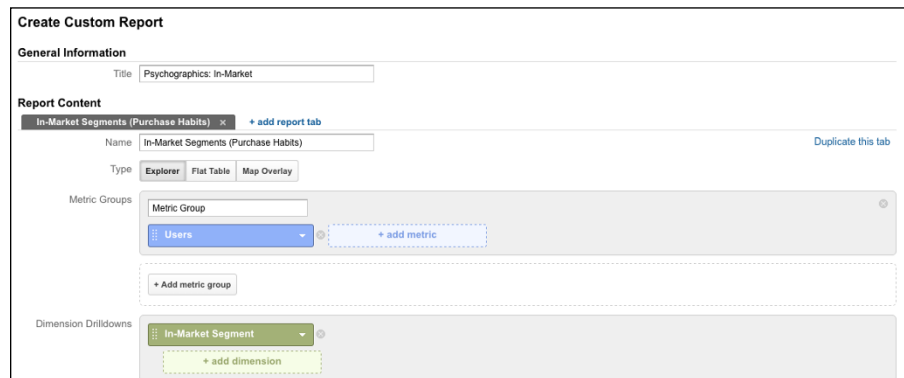 Create Custom Report
General Information
Title Psychographics: In-Market
Report Content
In-Market Segments (Purchase Habits) × + add report tab
Name In-Market Segments (Purchase Habits) Duplicate this tab
Type Explorer Flat Table Map Overlay
Metric Groups
Metric Group
Users + add metric
+ Add metric group
Dimension Drilldowns
In-Market Segment
+ add dimension